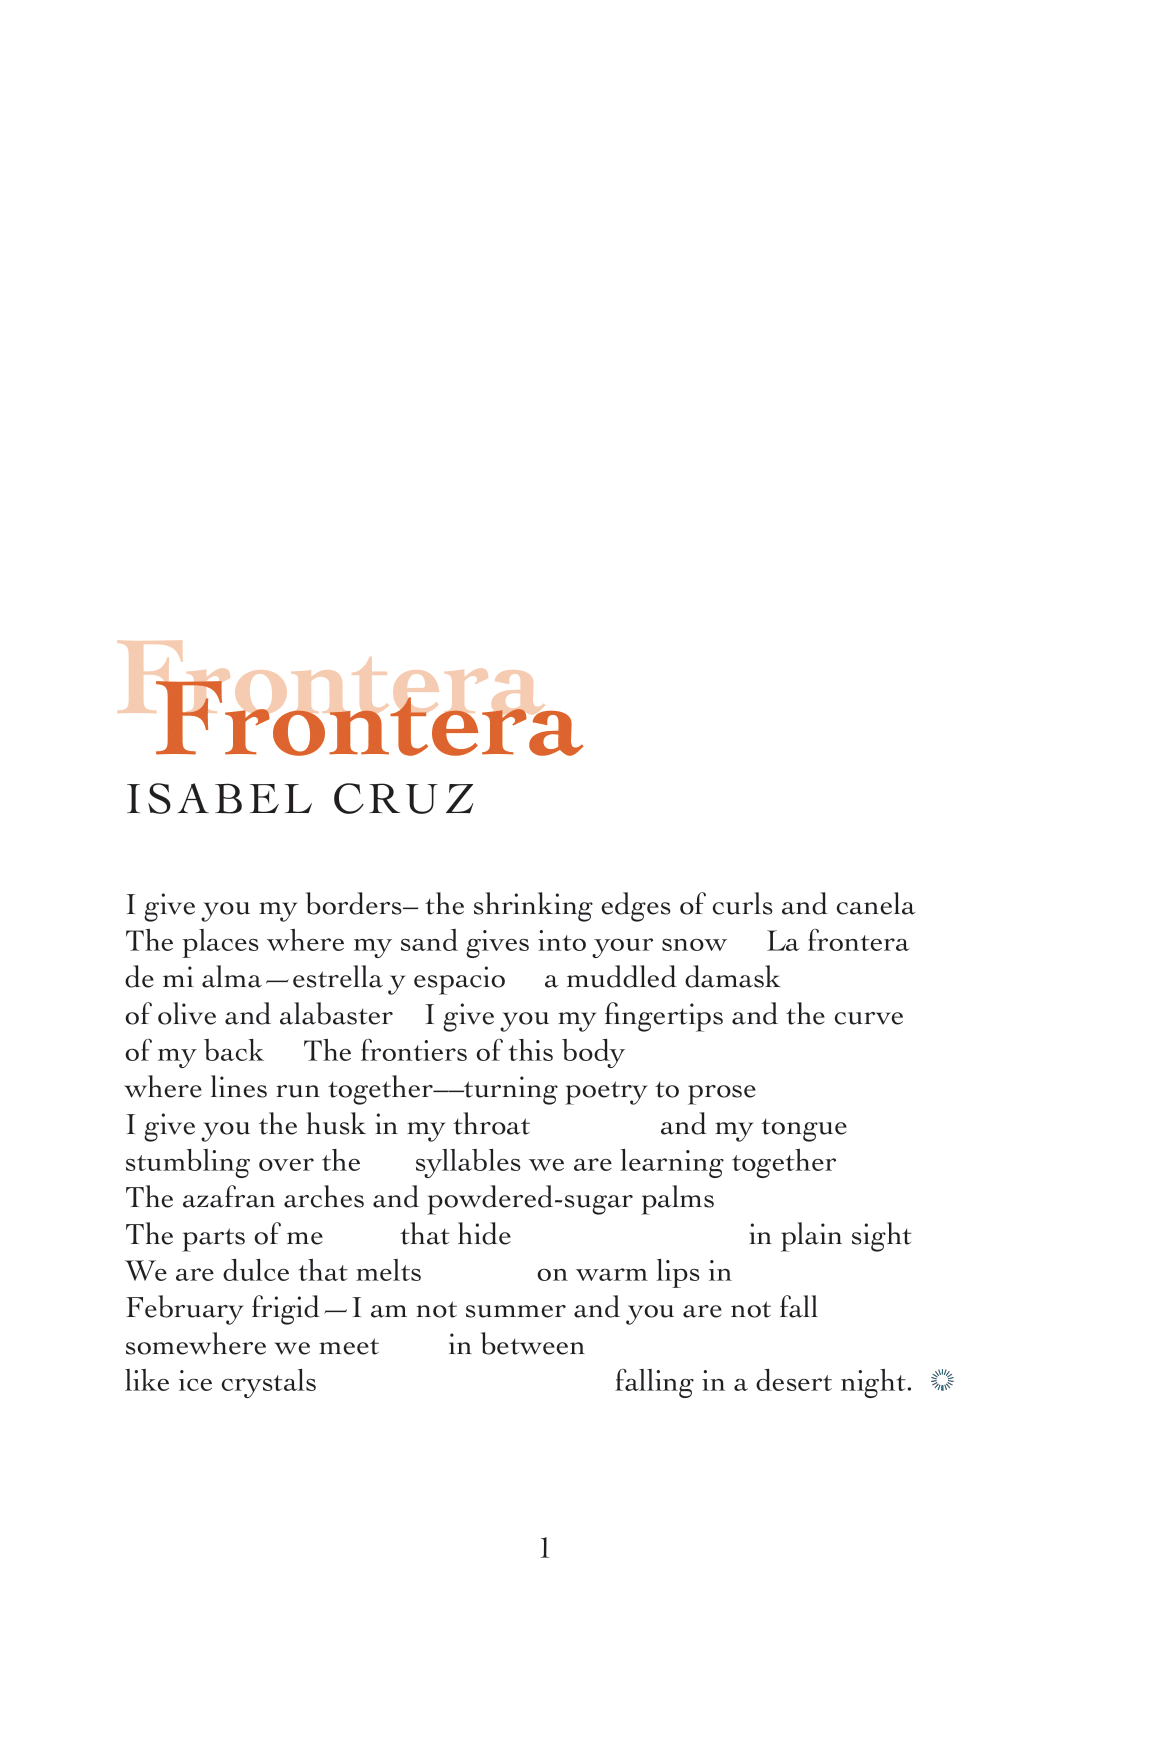 Frontera
Frontera
ISABEL CRUZ
I give you my borders– the shrinking edges of curls and canela
The places where my sand gives into your snow     La frontera
de mi alma—estrella y espacio     a muddled damask
of olive and alabaster    I give you my fingertips and the curve
of my back     The frontiers of this body
where lines run together––turning poetry to prose
I give you the husk in my throat                and my tongue
stumbling over the       syllables we are learning together
The azafran arches and powdered-sugar palms
The parts of me          that hide                              in plain sight
We are dulce that melts               on warm lips in
February frigid—I am not summer and you are not fall
somewhere we meet         in between
like ice crystals                                      falling in a desert night.
1